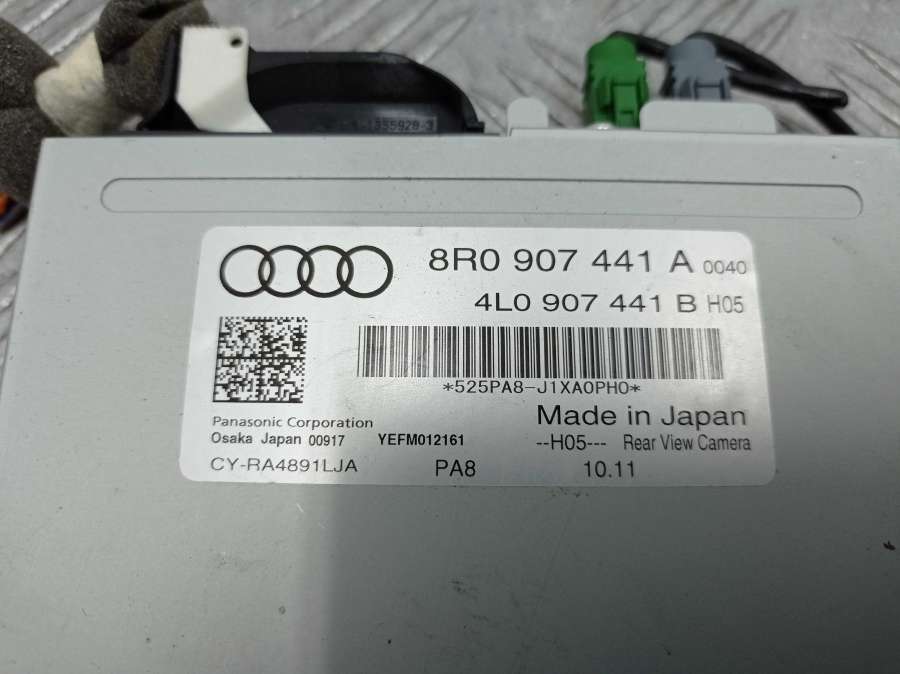 8R0 907 441 A 0040
4L0 907 441 B H05
*525PA8-J1XA0PH0*
Panasonic Corporation
Made in Japan
Osaka Japan 00917 YEFM012161 --H05--- Rear View Camera
CY-RA4891LJA PA8 10.11